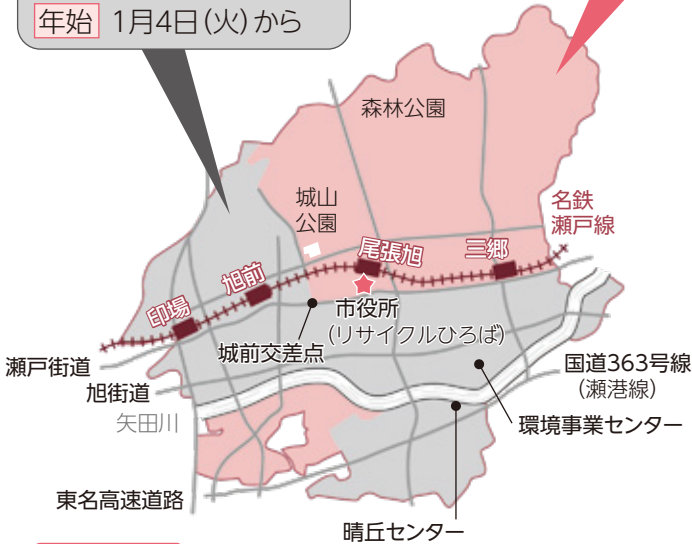 年始 1月4日(火)から
森林公園
城山
公園
名鉄
瀬戸線
尾張旭
三郷
旭前
印場
市役所
(リサイクルひろば)
城前交差点
瀬戸街道
旭街道
矢田川
国道363号線
(瀬港線)
環境事業センター
東名高速道路
晴丘センター